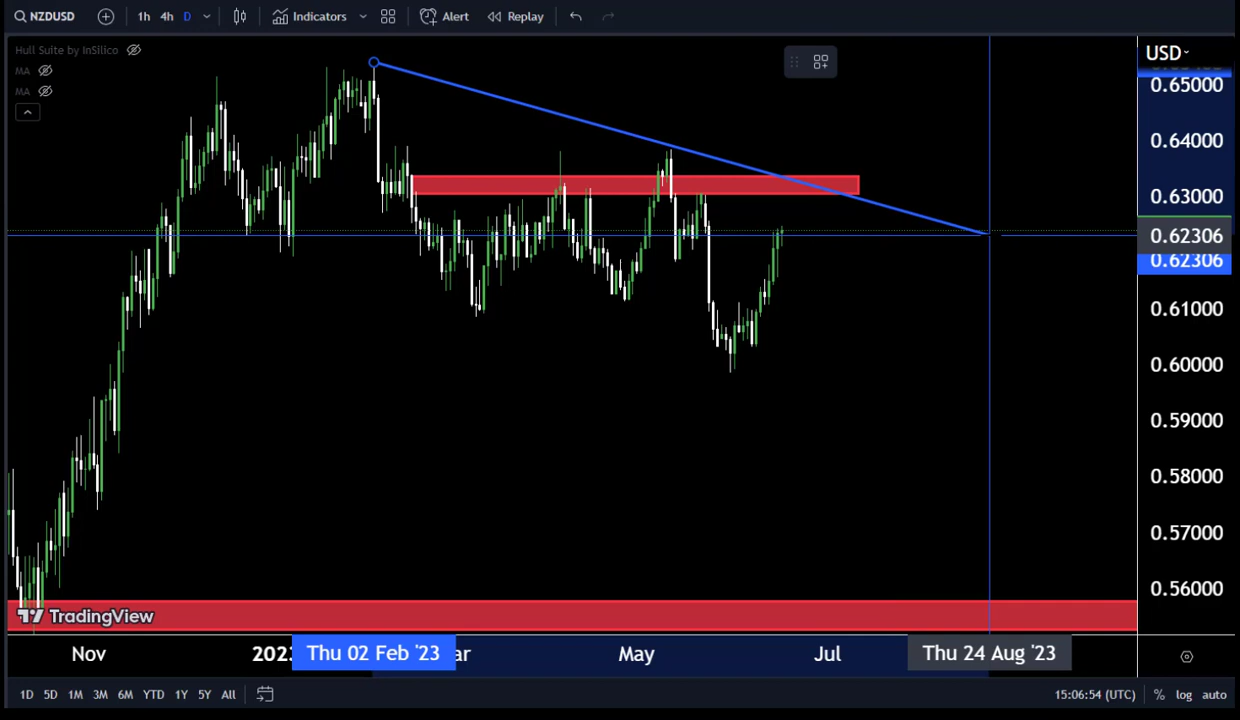 NZDUSD 1h 4h D Indicators Alert Replay
Hull Suite by InSilico
MA
MA
USD
0.65000
0.64000
0.63000
0.62306
0.62306
0.61000
0.60000
0.59000
0.58000
0.57000
0.56000
TradingView
Nov 202 Thu 02 Feb '23 ar May Jul Thu 24 Aug '23
1D 5D 1M 3M 6M YTD 1Y 5Y All 15:06:54 (UTC) % log auto